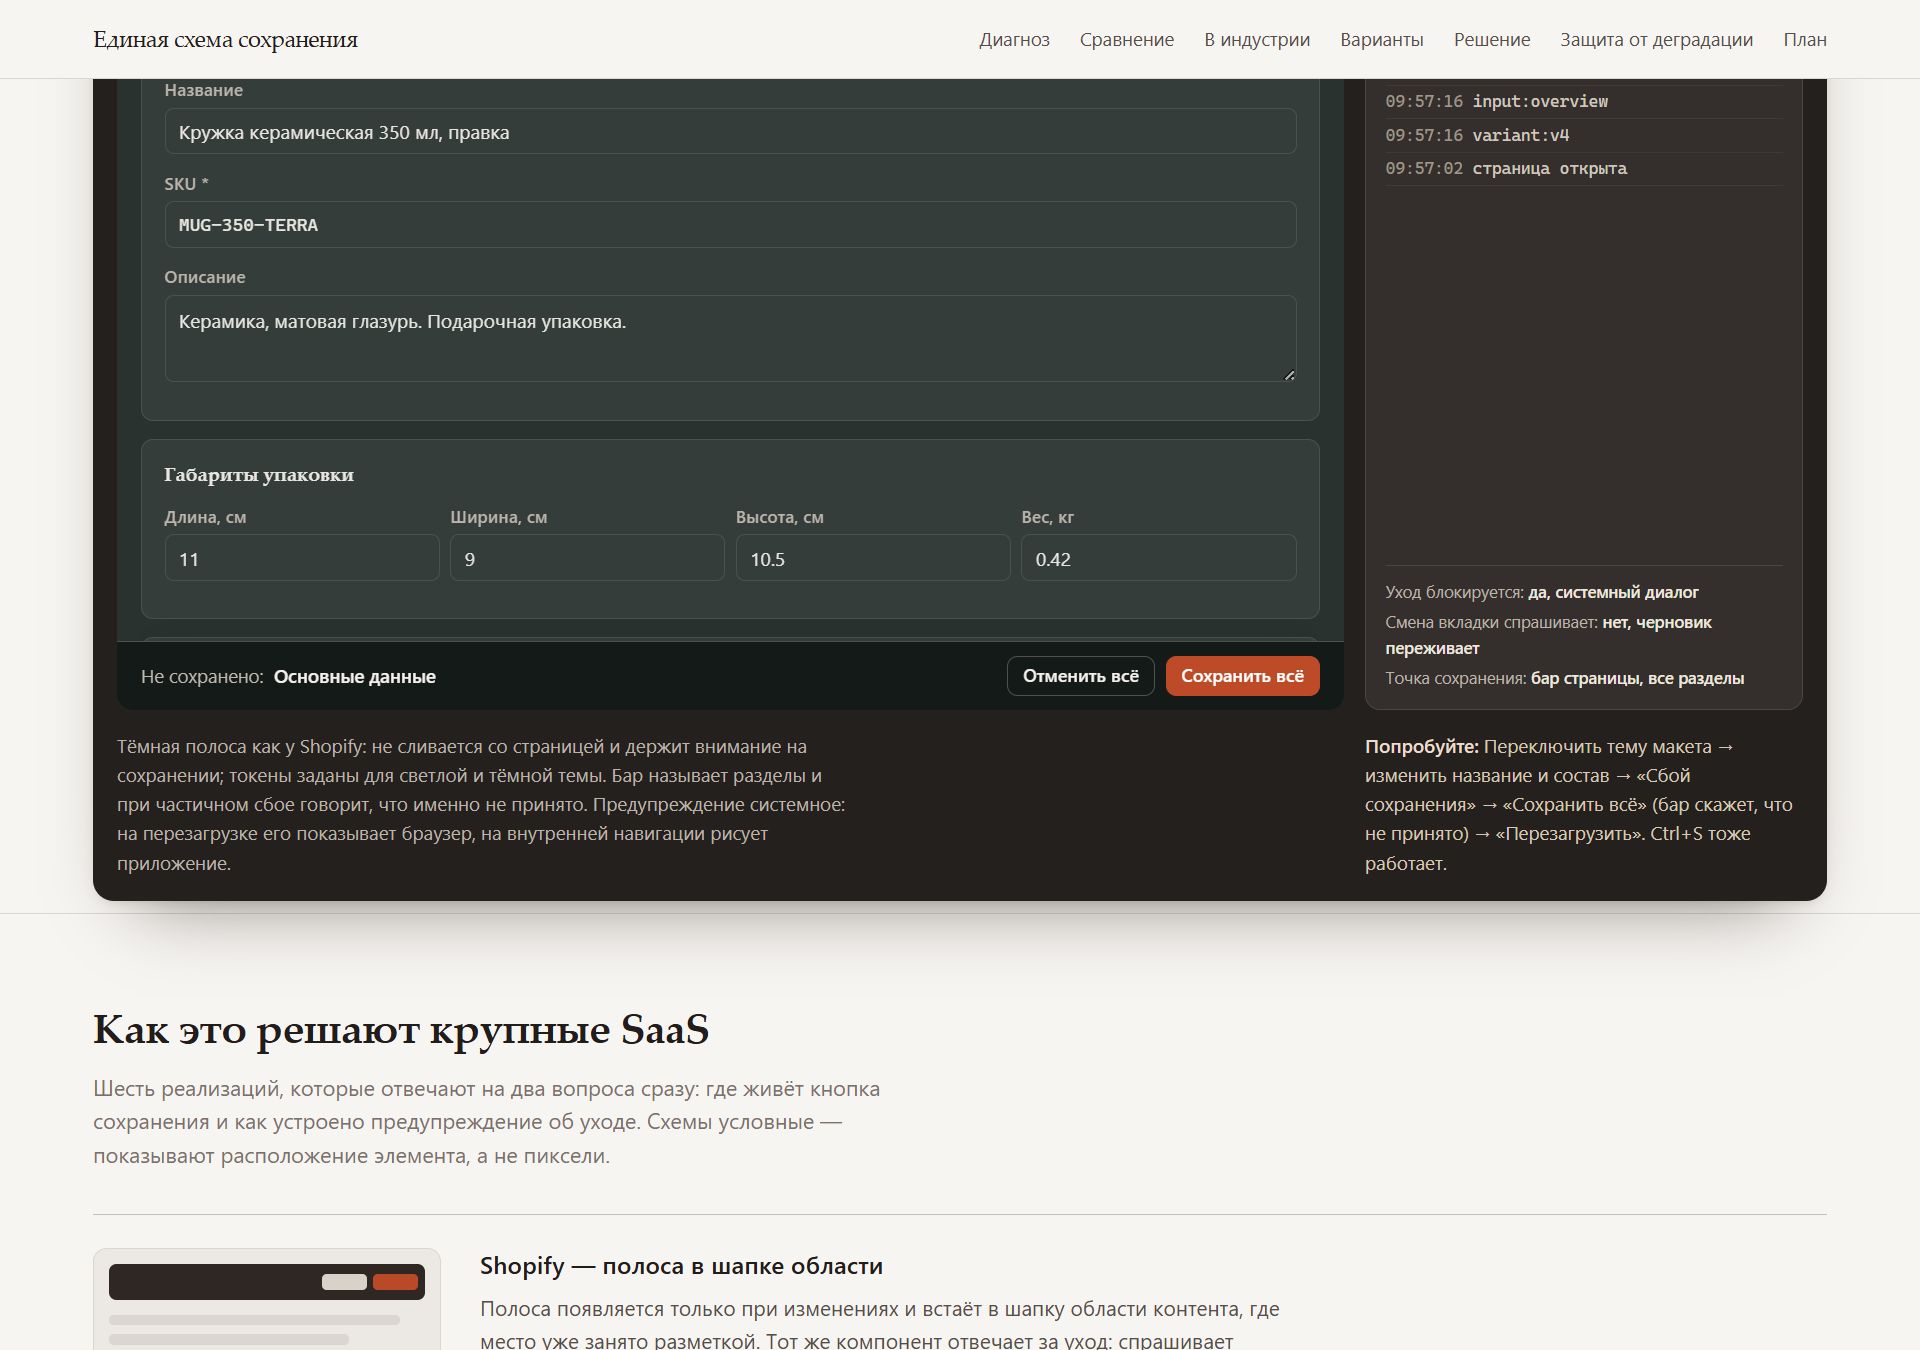 Единая схема сохранения
Диагноз
Сравнение
В индустрии
Варианты
Решение
Защита от деградации
План
Название
Кружка керамическая 350 мл, правка
SKU *
MUG-350-TERRA
Описание
Керамика, матовая глазурь. Подарочная упаковка.
Габариты упаковки
Длина, см
Ширина, см
Высота, см
Вес, кг
11
9
10.5
0.42
Не сохранено: Основные данные
Отменить всё
Сохранить всё
09:57:16 input:overview
09:57:16 variant:v4
09:57:02 страница открыта
Уход блокируется: да, системный диалог
Смена вкладки спрашивает: нет, черновик
переживает
Точка сохранения: бар страницы, все разделы
Тёмная полоса как у Shopify: не сливается со страницей и держит внимание на
сохранении; токены заданы для светлой и тёмной темы. Бар называет разделы и
при частичном сбое говорит, что именно не принято. Предупреждение системное:
на перезагрузке его показывает браузер, на внутренней навигации рисует
приложение.
Попробуйте: Переключить тему макета →
изменить название и состав → «Сбой
сохранения» → «Сохранить всё» (бар скажет, что
не принято) → «Перезагрузить». Ctrl+S тоже
работает.
Как это решают крупные SaaS
Шесть реализаций, которые отвечают на два вопроса сразу: где живёт кнопка
сохранения и как устроено предупреждение об уходе. Схемы условные —
показывают расположение элемента, а не пиксели.
Shopify — полоса в шапке области
Полоса появляется только при изменениях и встаёт в шапку области контента, где
место уже занято разметкой. Тот же компонент отвечает за уход: спрашивает